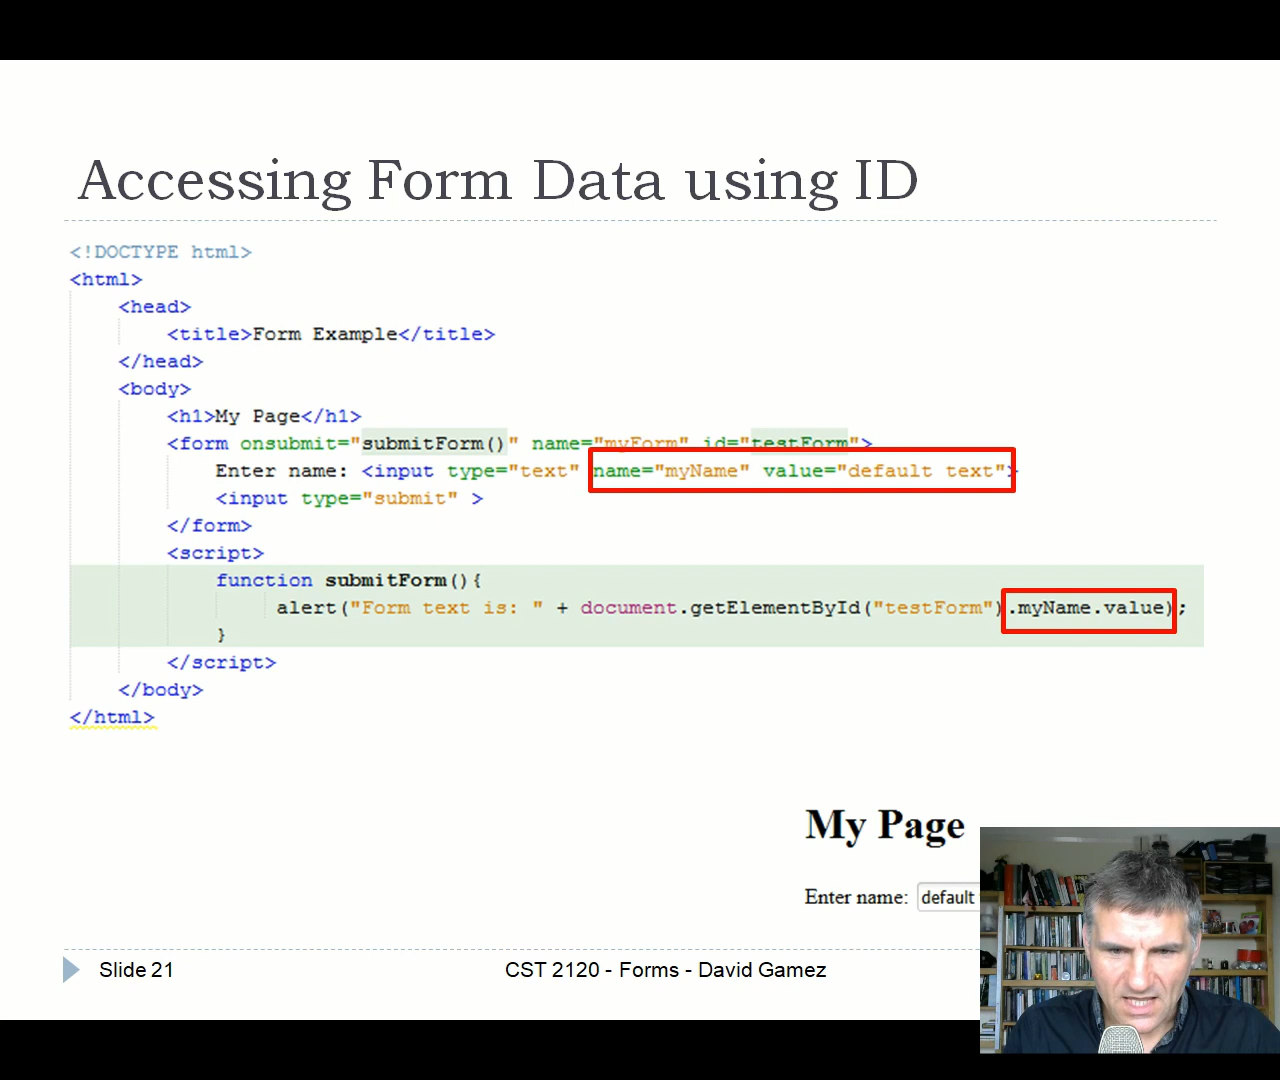 Accessing Form Data using ID
<!DOCTYPE html>
<html>
<head>
<title>Form Example</title>
</head>
<body>
<h1>My Page</h1>
<form onsubmit="submitForm()" name="myForm" id="testForm">
Enter name: <input type="text" name="myName" value="default text">
<input type="submit" >
</form>
<script>
function submitForm(){
alert("Form text is: " + document.getElementById("testForm").myName.value);
}
</script>
</body>
</html>
My Page
Enter name: default
Slide 21
CST 2120 - Forms - David Gamez